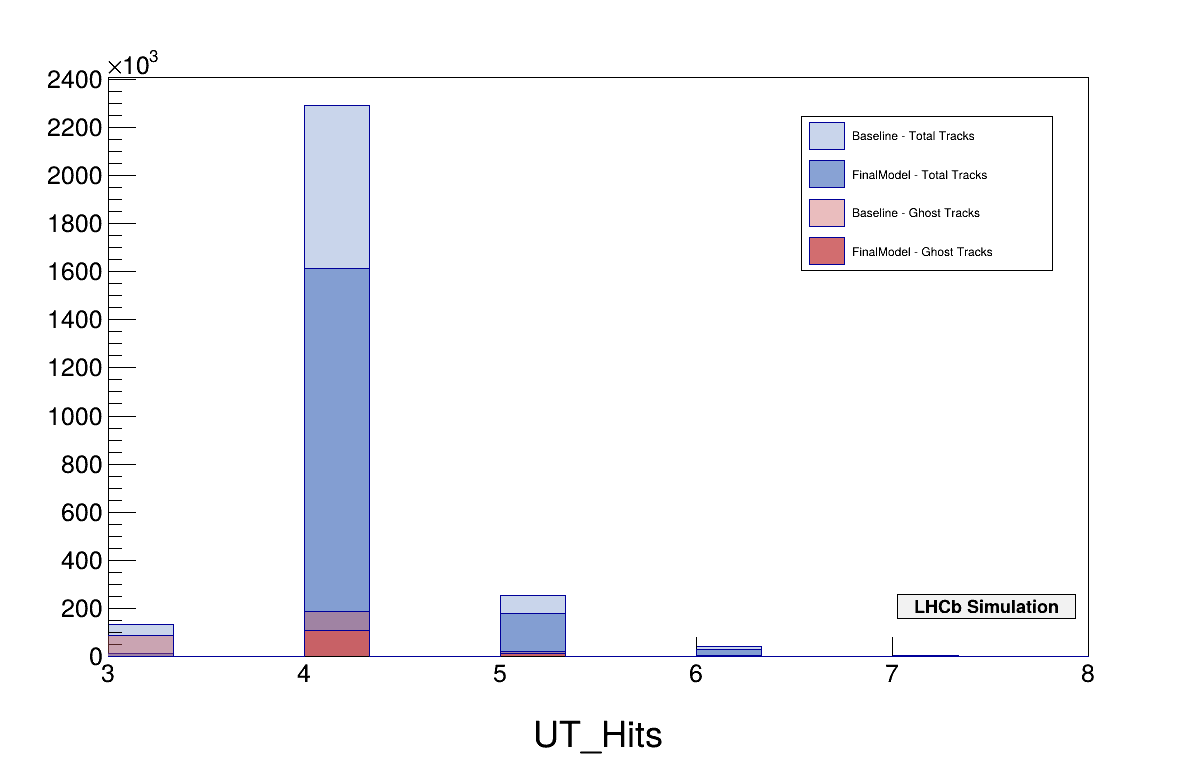 ×10³
2400
2200
2000
1800
1600
1400
1200
1000
800
600
400
200
0
Baseline - Total Tracks
FinalModel - Total Tracks
Baseline - Ghost Tracks
FinalModel - Ghost Tracks
LHCb Simulation
3 4 5 6 7 8
UT_Hits